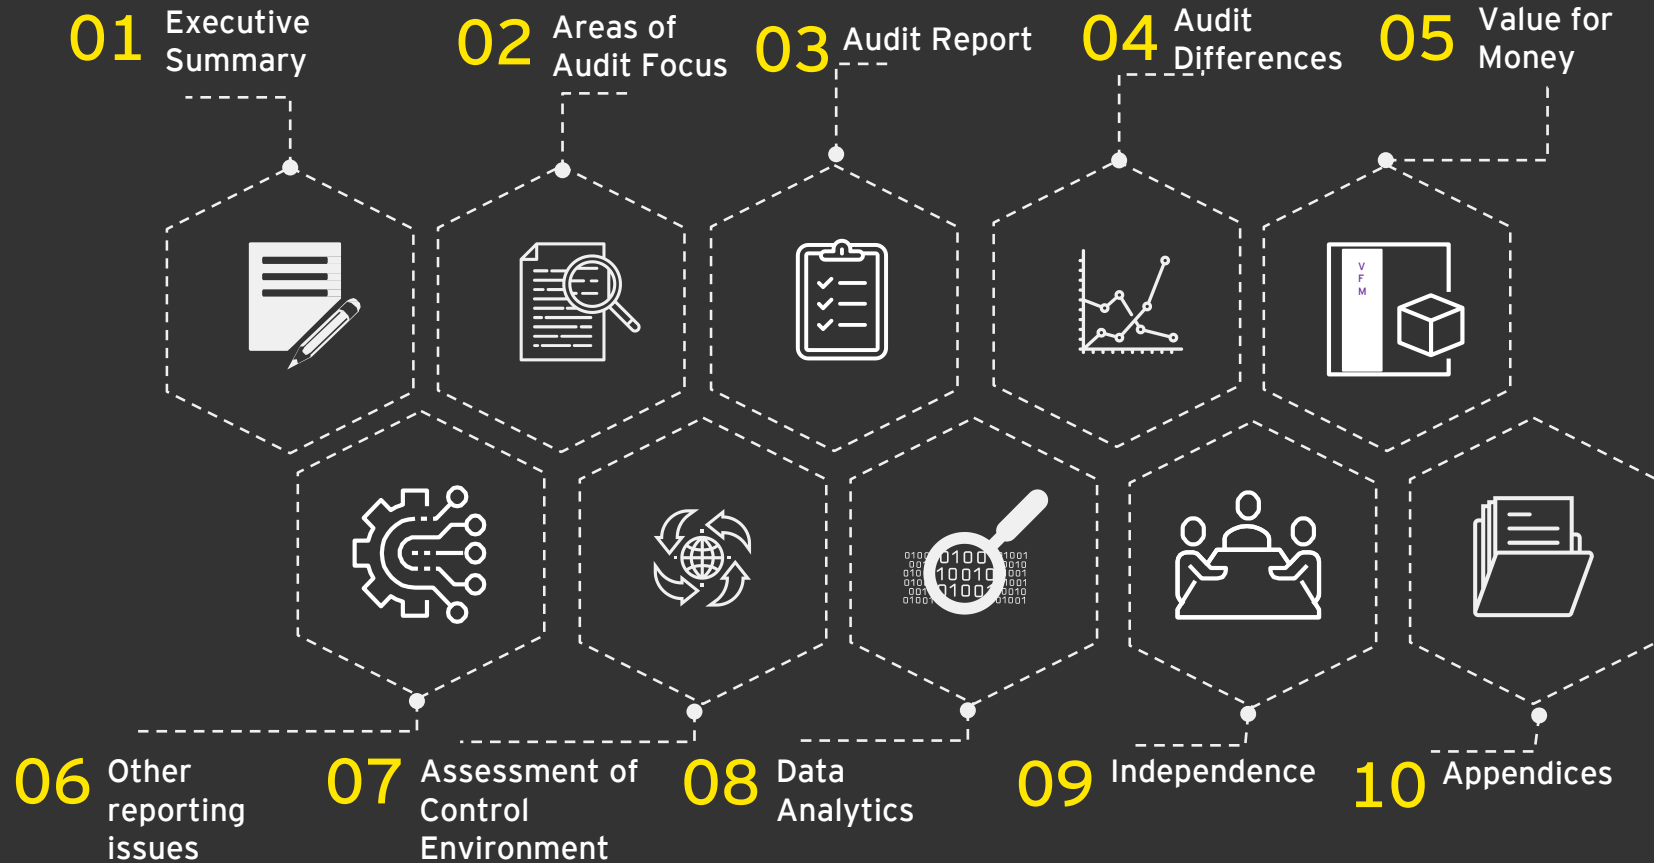 01 Executive
Summary
02 Areas of
Audit Focus
03 Audit Report
04 Audit
Differences
05 Value for
Money
V
F
M
06 Other
reporting
issues
07 Assessment of
Control
Environment
08 Data
Analytics
09 Independence
10 Appendices